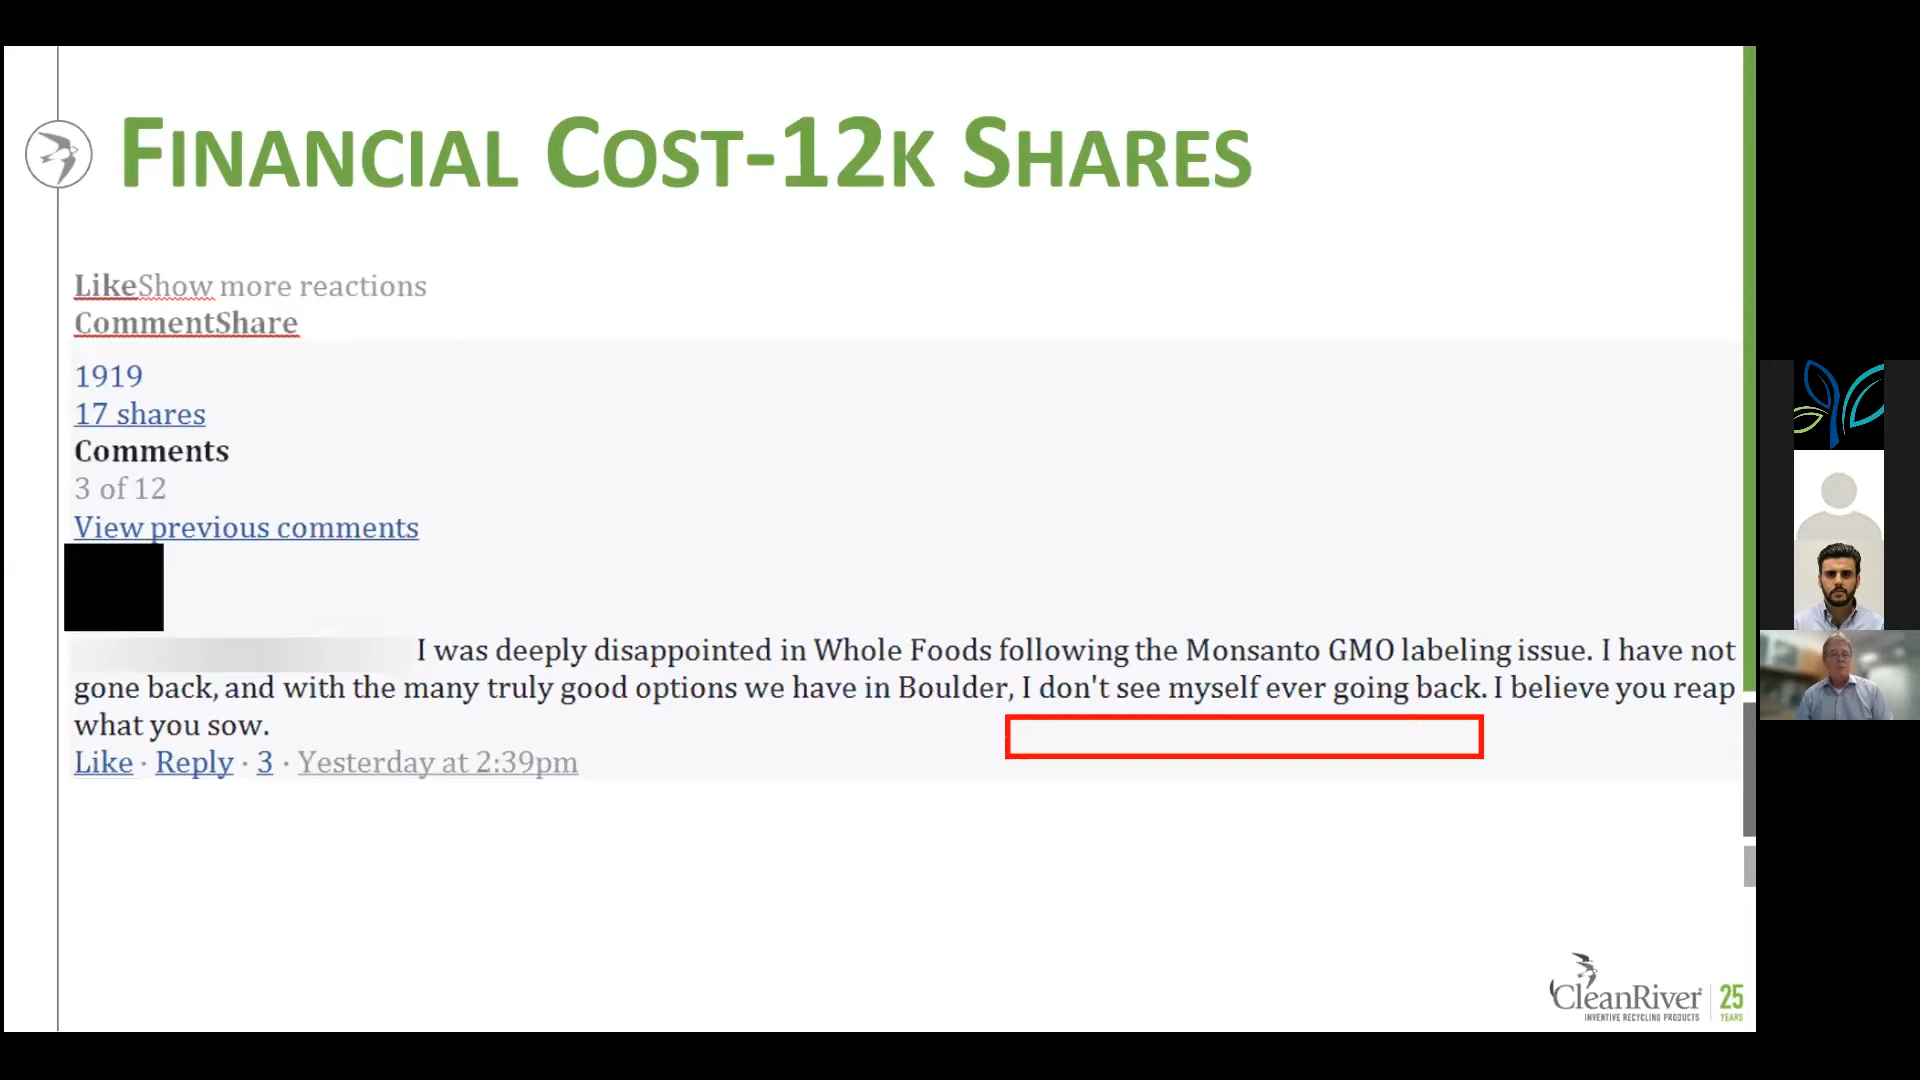 FINANCIAL COST-12K SHARES
LikeShow more reactions
CommentShare
1919
17 shares
Comments
3 of 12
View previous comments
I was deeply disappointed in Whole Foods following the Monsanto GMO labeling issue. I have not
gone back, and with the many truly good options we have in Boulder, I don't see myself ever going back. I believe you reap
what you sow.
Like · Reply · 3 · Yesterday at 2:39pm
CleanRiver
INVENTIVE RECYCLING PRODUCTS
25
YEARS